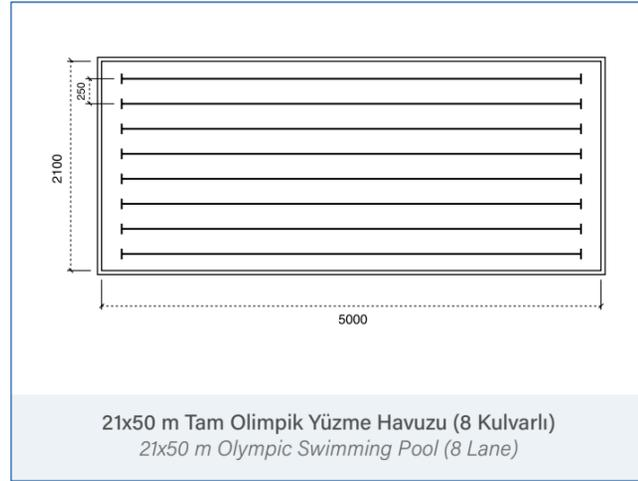 250
2100
5000
21x50 m Tam Olimpik Yüzme Havuzu (8 Kulvarlı)
21x50 m Olympic Swimming Pool (8 Lane)